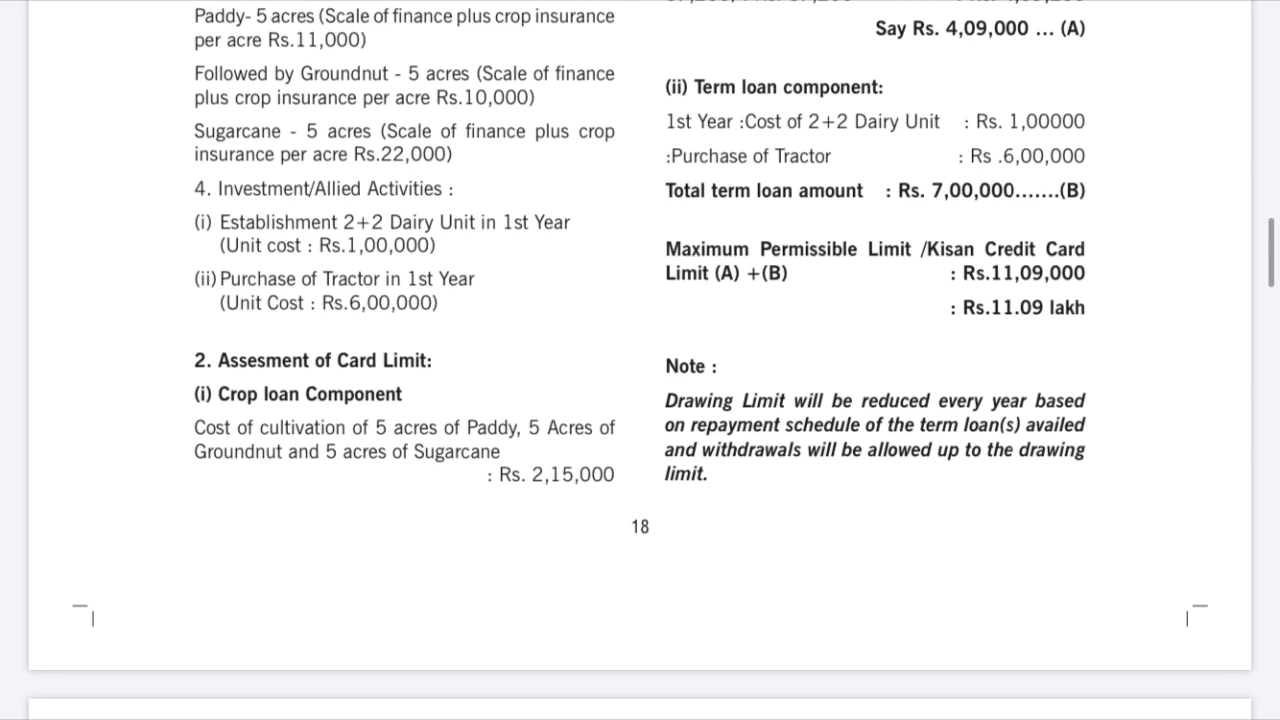 Paddy- 5 acres (Scale of finance plus crop insurance
per acre Rs.11,000)
Followed by Groundnut - 5 acres (Scale of finance
plus crop insurance per acre Rs.10,000)
Sugarcane - 5 acres (Scale of finance plus crop
insurance per acre Rs.22,000)
4. Investment/Allied Activities :
(i) Establishment 2+2 Dairy Unit in 1st Year
(Unit cost : Rs.1,00,000)
(ii) Purchase of Tractor in 1st Year
(Unit Cost : Rs.6,00,000)
2. Assesment of Card Limit:
(i) Crop loan Component
Cost of cultivation of 5 acres of Paddy, 5 Acres of
Groundnut and 5 acres of Sugarcane
: Rs. 2,15,000
Say Rs. 4,09,000 ... (A)
(ii) Term loan component:
1st Year :Cost of 2+2 Dairy Unit : Rs. 1,00000
:Purchase of Tractor : Rs .6,00,000
Total term loan amount : Rs. 7,00,000.......(B)
Maximum Permissible Limit /Kisan Credit Card
Limit (A) +(B) : Rs.11,09,000
: Rs.11.09 lakh
Note :
Drawing Limit will be reduced every year based
on repayment schedule of the term loan(s) availed
and withdrawals will be allowed up to the drawing
limit.
18